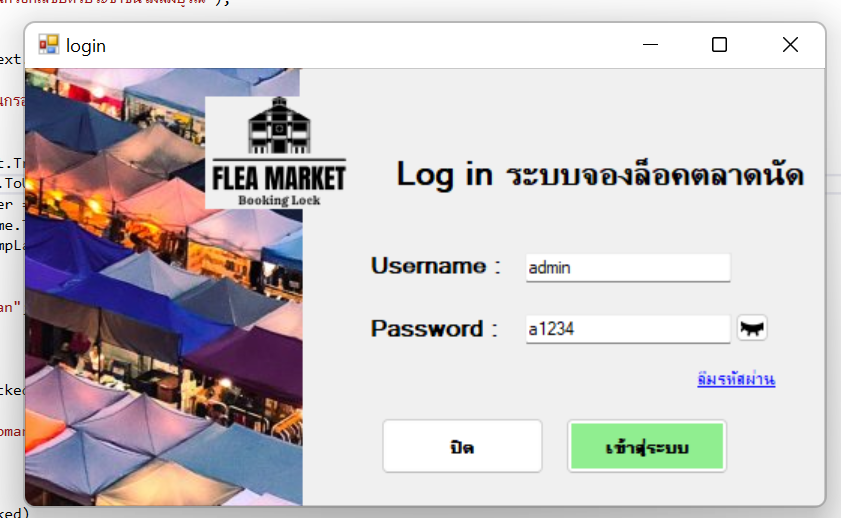 login
FLEA MARKET
Booking Lock
Log in ระบบจองล็อคตลาดนัด
Username :
admin
Password :
a1234
ลืมรหัสผ่าน
ปิด
เข้าสู่ระบบ